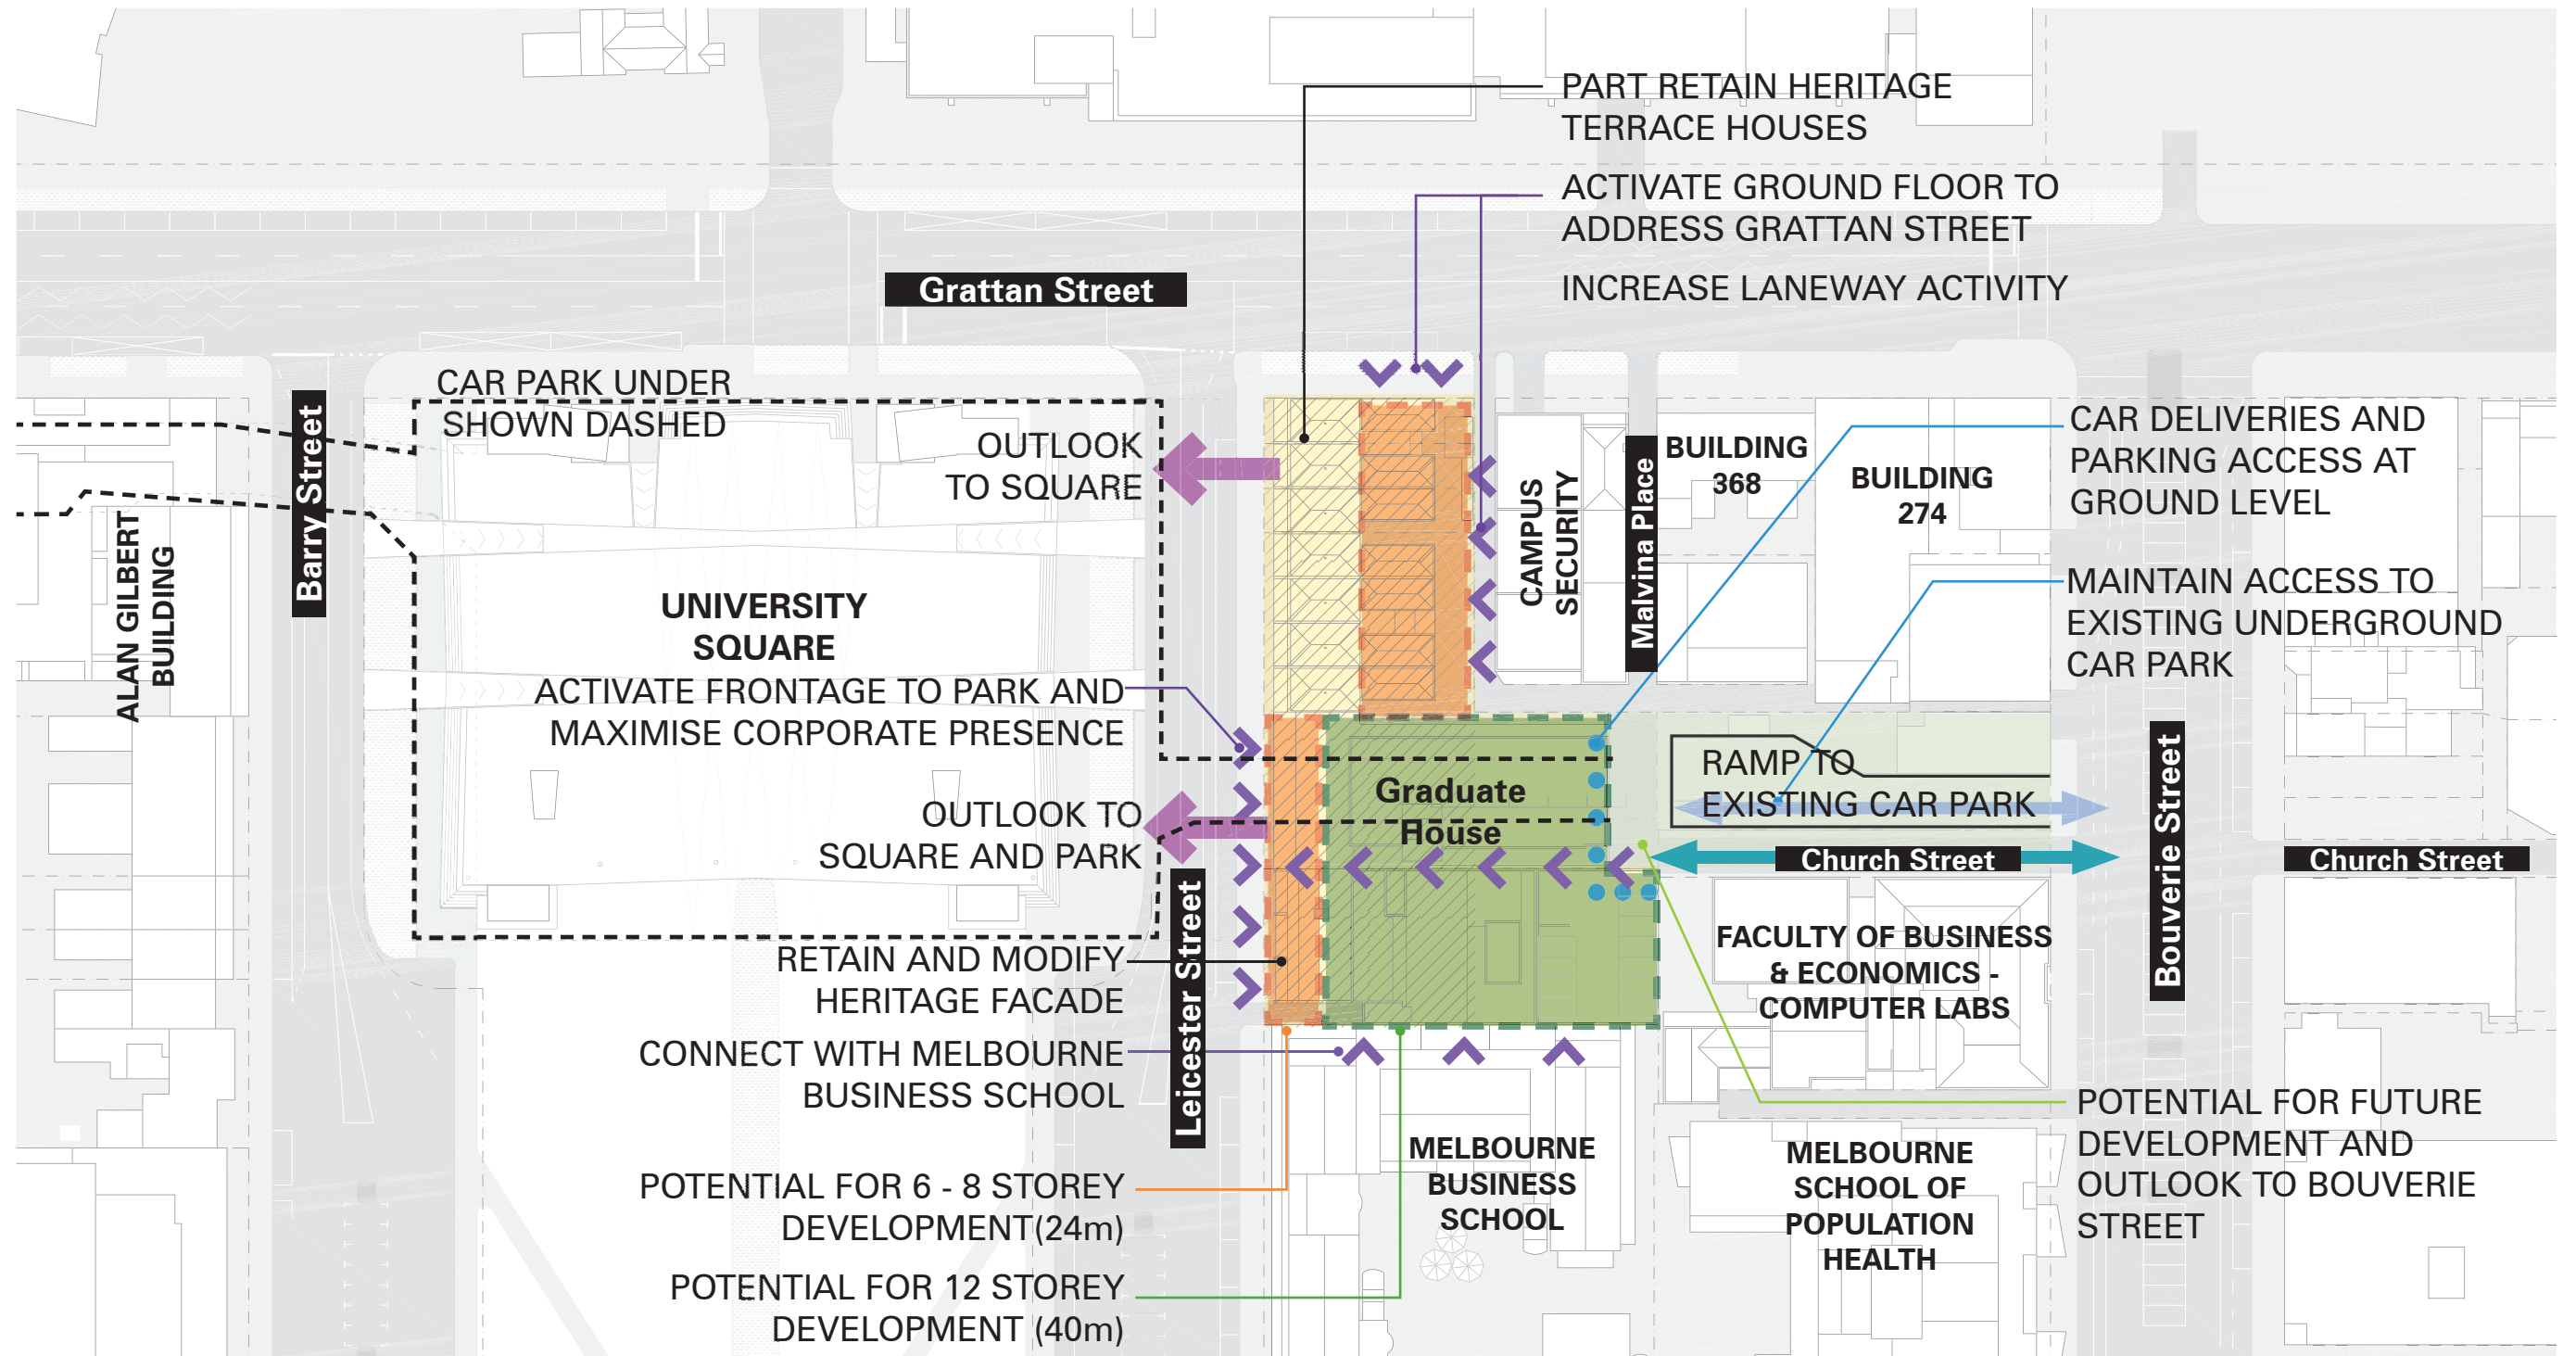 PART RETAIN HERITAGE
TERRACE HOUSES
ACTIVATE GROUND FLOOR TO
ADDRESS GRATTAN STREET
INCREASE LANEWAY ACTIVITY
Grattan Street
CAR PARK UNDER
SHOWN DASHED
Barry Street
ALAN GILBERT
BUILDING
OUTLOOK
TO SQUARE
UNIVERSITY
SQUARE
ACTIVATE FRONTAGE TO PARK AND
MAXIMISE CORPORATE PRESENCE
OUTLOOK TO
SQUARE AND PARK
CAMPUS
SECURITY
Malvina Place
BUILDING
368
BUILDING
274
CAR DELIVERIES AND
PARKING ACCESS AT
GROUND LEVEL
MAINTAIN ACCESS TO
EXISTING UNDERGROUND
CAR PARK
Graduate
House
RAMP TO
EXISTING CAR PARK
Church Street
Bouverie Street
Church Street
RETAIN AND MODIFY
HERITAGE FACADE
Leicester Street
CONNECT WITH MELBOURNE
BUSINESS SCHOOL
FACULTY OF BUSINESS
& ECONOMICS -
COMPUTER LABS
POTENTIAL FOR 6 - 8 STOREY
DEVELOPMENT(24m)
POTENTIAL FOR 12 STOREY
DEVELOPMENT (40m)
MELBOURNE
BUSINESS
SCHOOL
MELBOURNE
SCHOOL OF
POPULATION
HEALTH
POTENTIAL FOR FUTURE
DEVELOPMENT AND
OUTLOOK TO BOUVERIE
STREET